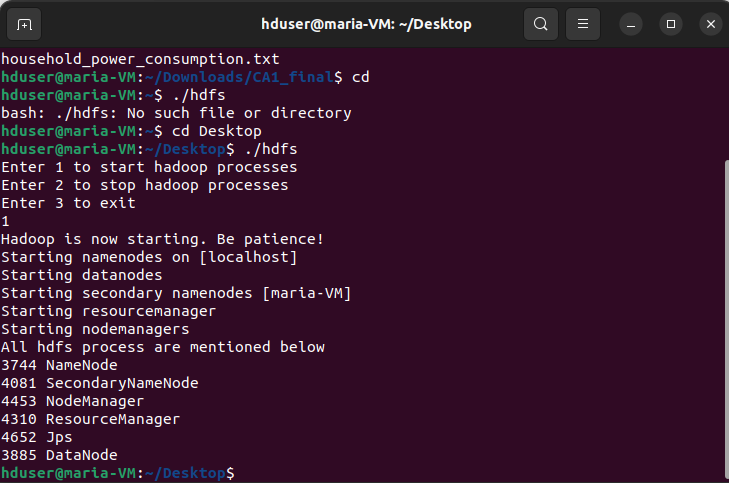 hduser@maria-VM: ~/Desktop
household_power_consumption.txt
hduser@maria-VM:~/Downloads/CA1_final$ cd
hduser@maria-VM:~$ ./hdfs
bash: ./hdfs: No such file or directory
hduser@maria-VM:~$ cd Desktop
hduser@maria-VM:~/Desktop$ ./hdfs
Enter 1 to start hadoop processes
Enter 2 to stop hadoop processes
Enter 3 to exit
1
Hadoop is now starting. Be patience!
Starting namenodes on [localhost]
Starting datanodes
Starting secondary namenodes [maria-VM]
Starting resourcemanager
Starting nodemanagers
All hdfs process are mentioned below
3744 NameNode
4081 SecondaryNameNode
4453 NodeManager
4310 ResourceManager
4652 Jps
3885 DataNode
hduser@maria-VM:~/Desktop$